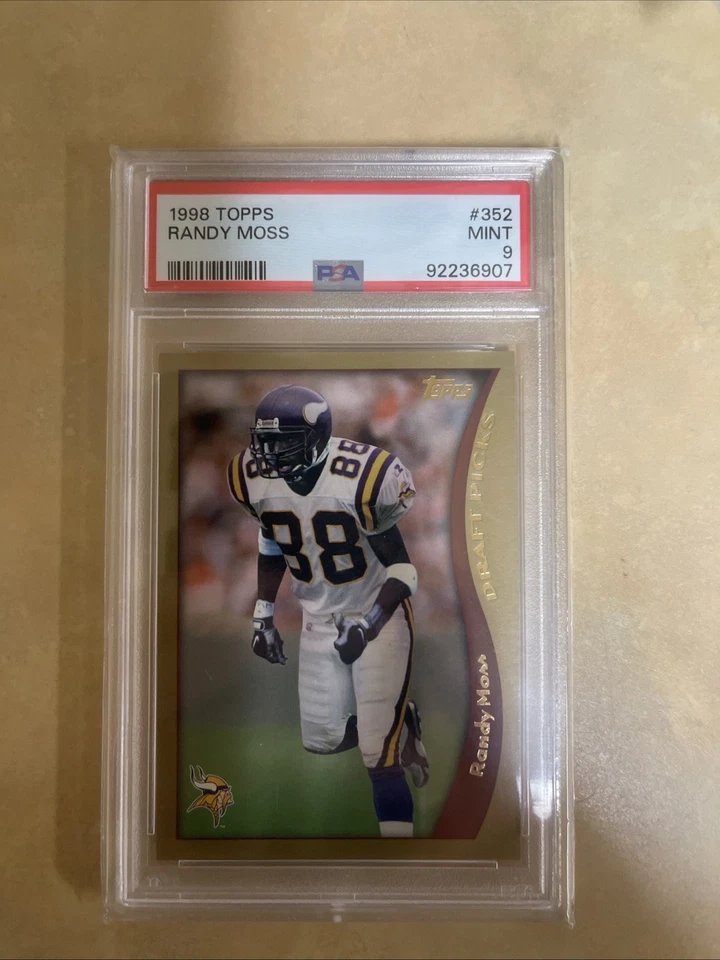 1998 TOPPS #352
RANDY MOSS MINT
9
PSA 92236907
Topps
DRAFT PICKS
88
88
Randy Moss